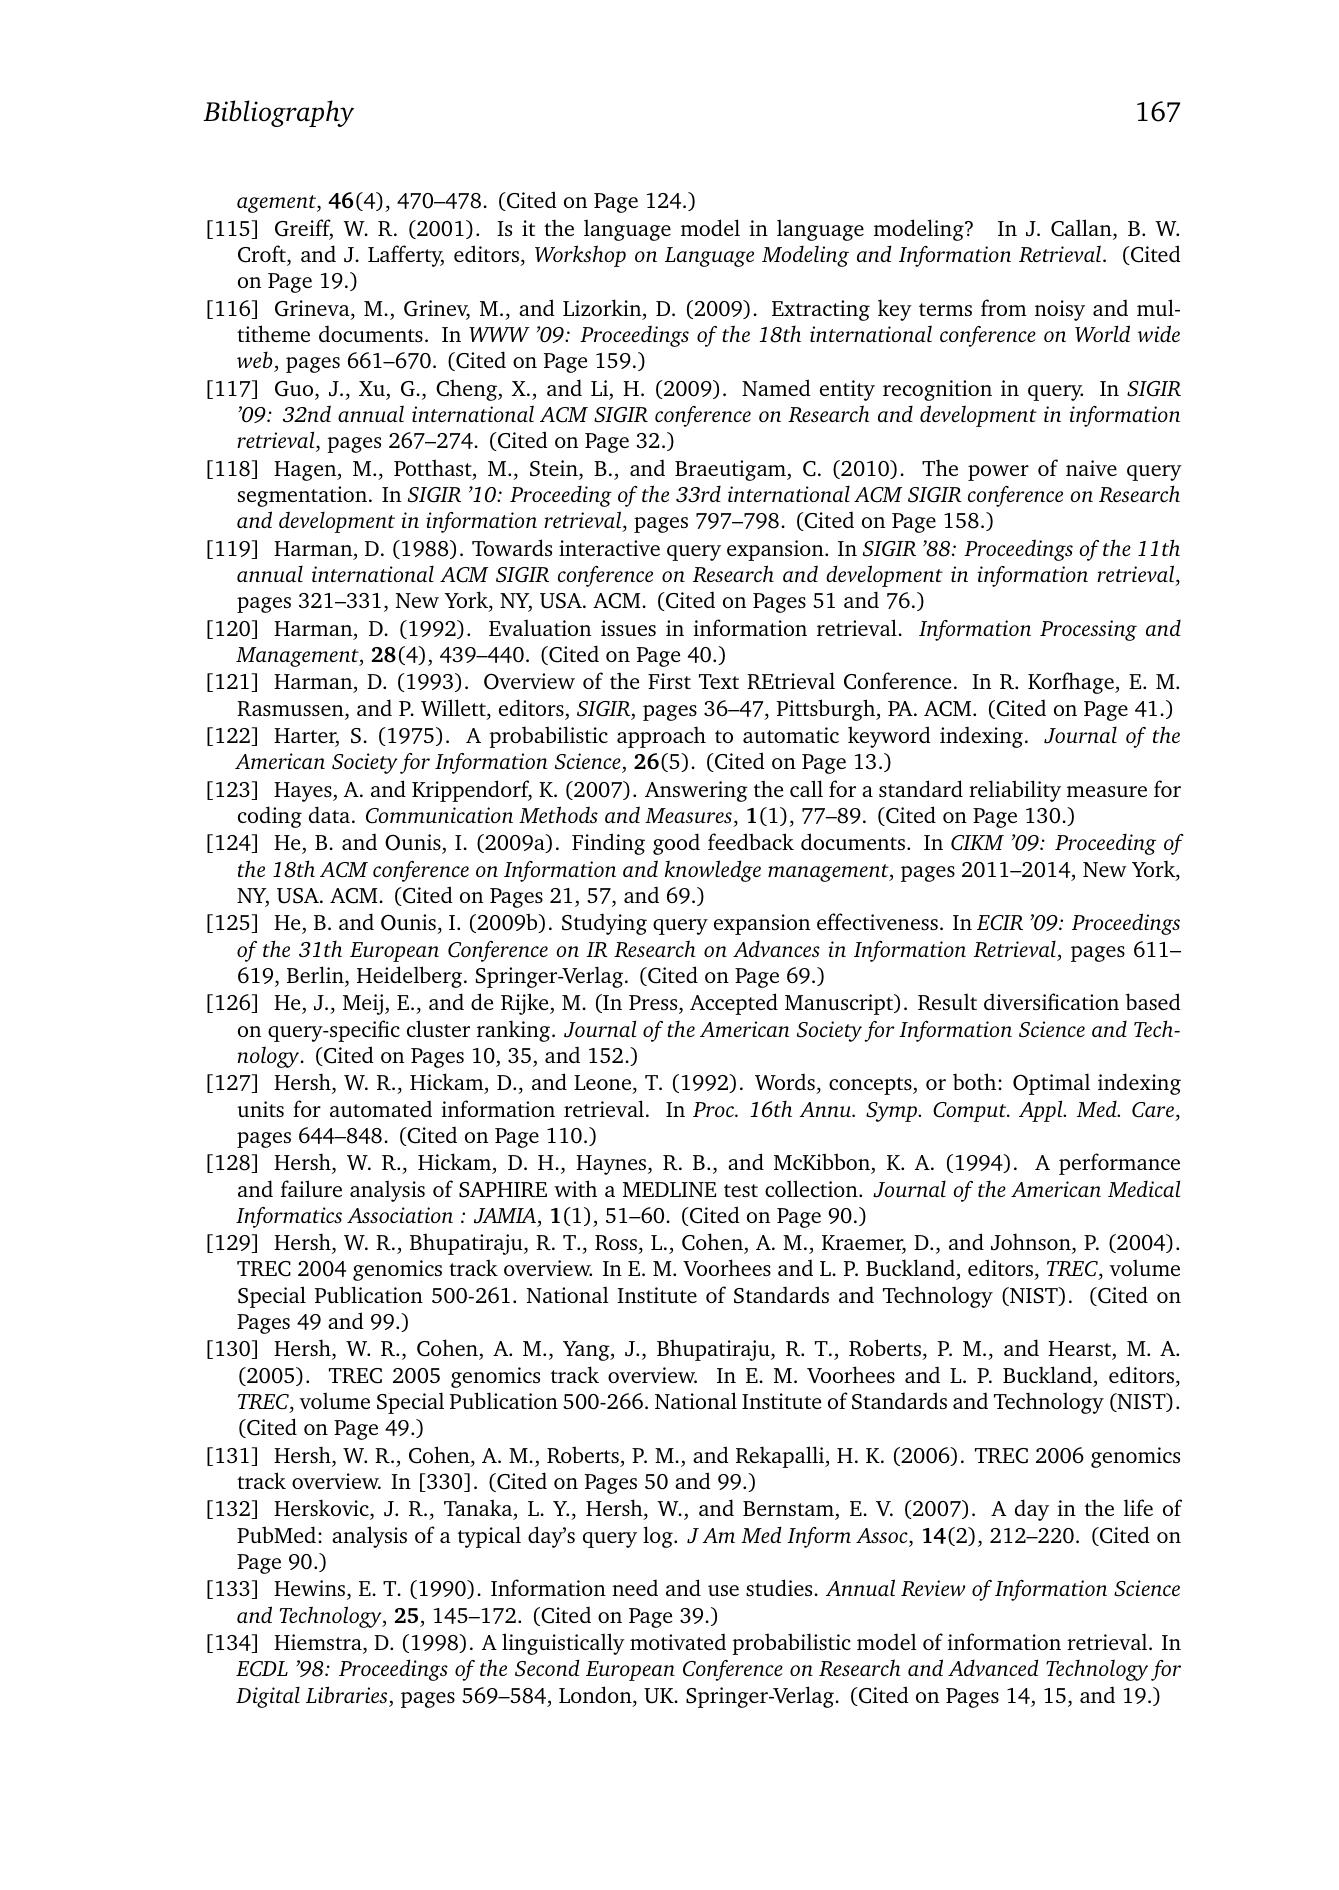 Bibliography 167
agement, 46(4), 470–478. (Cited on Page 124.)
[115] Greiff, W. R. (2001). Is it the language model in language modeling? In J. Callan, B. W.
Croft, and J. Lafferty, editors, Workshop on Language Modeling and Information Retrieval. (Cited
on Page 19.)
[116] Grineva, M., Grinev, M., and Lizorkin, D. (2009). Extracting key terms from noisy and mul-
titheme documents. In WWW ’09: Proceedings of the 18th international conference on World wide
web, pages 661–670. (Cited on Page 159.)
[117] Guo, J., Xu, G., Cheng, X., and Li, H. (2009). Named entity recognition in query. In SIGIR
’09: 32nd annual international ACM SIGIR conference on Research and development in information
retrieval, pages 267–274. (Cited on Page 32.)
[118] Hagen, M., Potthast, M., Stein, B., and Braeutigam, C. (2010). The power of naive query
segmentation. In SIGIR ’10: Proceeding of the 33rd international ACM SIGIR conference on Research
and development in information retrieval, pages 797–798. (Cited on Page 158.)
[119] Harman, D. (1988). Towards interactive query expansion. In SIGIR ’88: Proceedings of the 11th
annual international ACM SIGIR conference on Research and development in information retrieval,
pages 321–331, New York, NY, USA. ACM. (Cited on Pages 51 and 76.)
[120] Harman, D. (1992). Evaluation issues in information retrieval. Information Processing and
Management, 28(4), 439–440. (Cited on Page 40.)
[121] Harman, D. (1993). Overview of the First Text REtrieval Conference. In R. Korfhage, E. M.
Rasmussen, and P. Willett, editors, SIGIR, pages 36–47, Pittsburgh, PA. ACM. (Cited on Page 41.)
[122] Harter, S. (1975). A probabilistic approach to automatic keyword indexing. Journal of the
American Society for Information Science, 26(5). (Cited on Page 13.)
[123] Hayes, A. and Krippendorf, K. (2007). Answering the call for a standard reliability measure for
coding data. Communication Methods and Measures, 1(1), 77–89. (Cited on Page 130.)
[124] He, B. and Ounis, I. (2009a). Finding good feedback documents. In CIKM ’09: Proceeding of
the 18th ACM conference on Information and knowledge management, pages 2011–2014, New York,
NY, USA. ACM. (Cited on Pages 21, 57, and 69.)
[125] He, B. and Ounis, I. (2009b). Studying query expansion effectiveness. In ECIR ’09: Proceedings
of the 31th European Conference on IR Research on Advances in Information Retrieval, pages 611–
619, Berlin, Heidelberg. Springer-Verlag. (Cited on Page 69.)
[126] He, J., Meij, E., and de Rijke, M. (In Press, Accepted Manuscript). Result diversification based
on query-specific cluster ranking. Journal of the American Society for Information Science and Tech-
nology. (Cited on Pages 10, 35, and 152.)
[127] Hersh, W. R., Hickam, D., and Leone, T. (1992). Words, concepts, or both: Optimal indexing
units for automated information retrieval. In Proc. 16th Annu. Symp. Comput. Appl. Med. Care,
pages 644–848. (Cited on Page 110.)
[128] Hersh, W. R., Hickam, D. H., Haynes, R. B., and McKibbon, K. A. (1994). A performance
and failure analysis of SAPHIRE with a MEDLINE test collection. Journal of the American Medical
Informatics Association : JAMIA, 1(1), 51–60. (Cited on Page 90.)
[129] Hersh, W. R., Bhupatiraju, R. T., Ross, L., Cohen, A. M., Kraemer, D., and Johnson, P. (2004).
TREC 2004 genomics track overview. In E. M. Voorhees and L. P. Buckland, editors, TREC, volume
Special Publication 500-261. National Institute of Standards and Technology (NIST). (Cited on
Pages 49 and 99.)
[130] Hersh, W. R., Cohen, A. M., Yang, J., Bhupatiraju, R. T., Roberts, P. M., and Hearst, M. A.
(2005). TREC 2005 genomics track overview. In E. M. Voorhees and L. P. Buckland, editors,
TREC, volume Special Publication 500-266. National Institute of Standards and Technology (NIST).
(Cited on Page 49.)
[131] Hersh, W. R., Cohen, A. M., Roberts, P. M., and Rekapalli, H. K. (2006). TREC 2006 genomics
track overview. In [330]. (Cited on Pages 50 and 99.)
[132] Herskovic, J. R., Tanaka, L. Y., Hersh, W., and Bernstam, E. V. (2007). A day in the life of
PubMed: analysis of a typical day’s query log. J Am Med Inform Assoc, 14(2), 212–220. (Cited on
Page 90.)
[133] Hewins, E. T. (1990). Information need and use studies. Annual Review of Information Science
and Technology, 25, 145–172. (Cited on Page 39.)
[134] Hiemstra, D. (1998). A linguistically motivated probabilistic model of information retrieval. In
ECDL ’98: Proceedings of the Second European Conference on Research and Advanced Technology for
Digital Libraries, pages 569–584, London, UK. Springer-Verlag. (Cited on Pages 14, 15, and 19.)